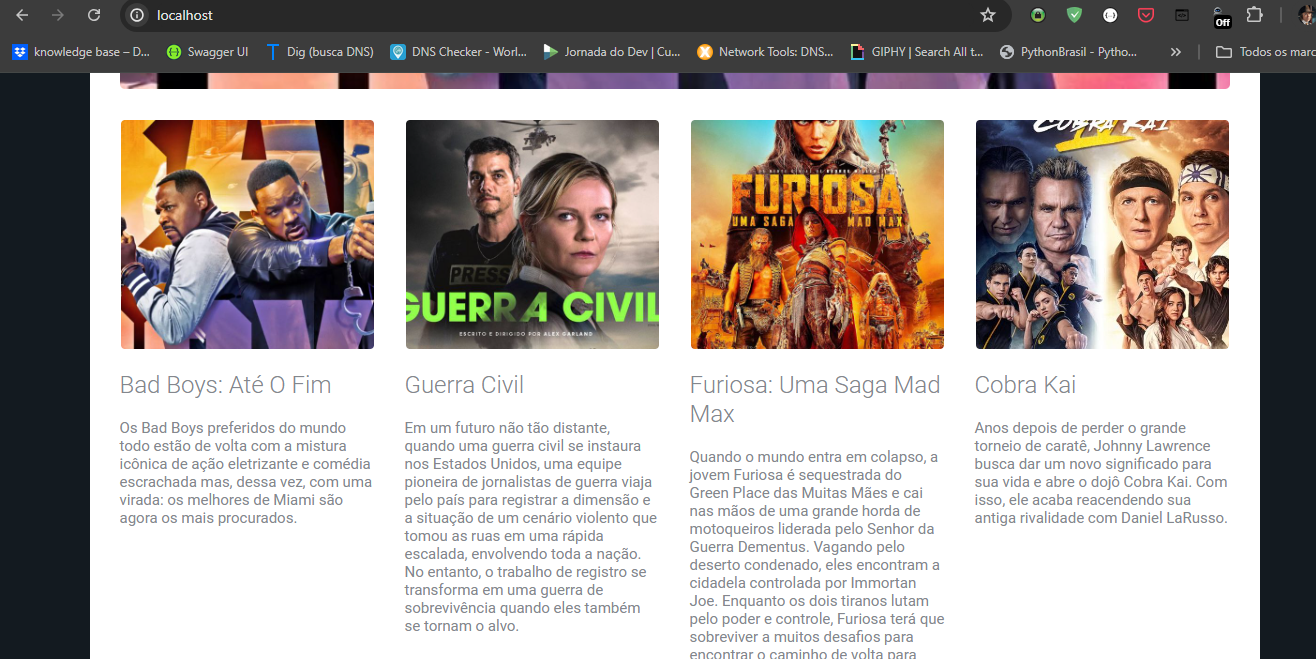 localhost
Off
knowledge base – D...
Swagger UI
Dig (busca DNS)
DNS Checker - Worl...
Jornada do Dev | Cu...
Network Tools: DNS...
GIPHY | Search All t...
PythonBrasil - Pytho...
»
Todos os marc
PRESS
GUERRA CIVIL
ESCRITO E DIRIGIDO POR ALEX GARLAND
FURIOSA
UMA SAGA MAD MAX
COBRA KAI
Bad Boys: Até O Fim
Os Bad Boys preferidos do mundo
todo estão de volta com a mistura
icônica de ação eletrizante e comédia
escrachada mas, dessa vez, com uma
virada: os melhores de Miami são
agora os mais procurados.
Guerra Civil
Em um futuro não tão distante,
quando uma guerra civil se instaura
nos Estados Unidos, uma equipe
pioneira de jornalistas de guerra viaja
pelo país para registrar a dimensão e
a situação de um cenário violento que
tomou as ruas em uma rápida
escalada, envolvendo toda a nação.
No entanto, o trabalho de registro se
transforma em uma guerra de
sobrevivência quando eles também
se tornam o alvo.
Furiosa: Uma Saga Mad
Max
Quando o mundo entra em colapso, a
jovem Furiosa é sequestrada do
Green Place das Muitas Mães e cai
nas mãos de uma grande horda de
motoqueiros liderada pelo Senhor da
Guerra Dementus. Vagando pelo
deserto condenado, eles encontram a
cidadela controlada por Immortan
Joe. Enquanto os dois tiranos lutam
pelo poder e controle, Furiosa terá que
sobreviver a muitos desafios para
encontrar o caminho de volta para
Cobra Kai
Anos depois de perder o grande
torneio de caratê, Johnny Lawrence
busca dar um novo significado para
sua vida e abre o dojô Cobra Kai. Com
isso, ele acaba reacendendo sua
antiga rivalidade com Daniel LaRusso.